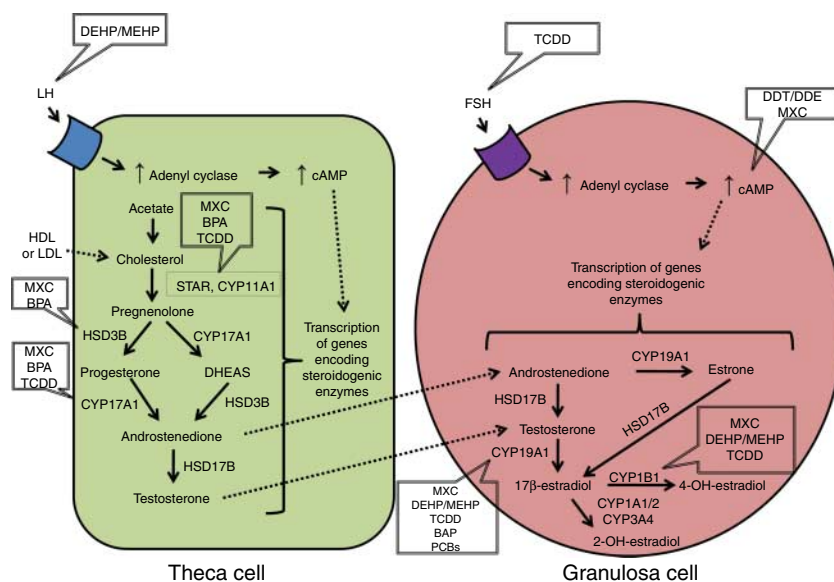 DEHP/MEHP
LH
↑ Adenyl cyclase
↑ cAMP
Acetate
MXC
BPA
TCDD
HDL
or LDL
Cholesterol
STAR, CYP11A1
MXC
BPA
Pregnenolone
HSD3B
CYP17A1
Transcription
of genes
encoding
steroidogenic
enzymes
MXC
BPA
TCDD
Progesterone
DHEAS
CYP17A1
HSD3B
Androstenedione
HSD17B
Testosterone
Theca cell
TCDD
FSH
DDT/DDE
MXC
↑ Adenyl cyclase
↑ cAMP
Transcription of genes
encoding steroidogenic
enzymes
CYP19A1
Androstenedione
Estrone
HSD17B
HSD17B
Testosterone
CYP19A1
MXC
DEHP/MEHP
TCDD
17β-estradiol
CYP1B1
4-OH-estradiol
MXC
DEHP/MEHP
TCDD
BAP
PCBs
CYP1A1/2
CYP3A4
2-OH-estradiol
Granulosa cell